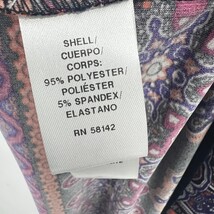 SHELL/
CUERPO/
CORPS:
95% POLYESTER/
POLIÉSTER
5% SPANDEX/
ELASTANO
RN 58142